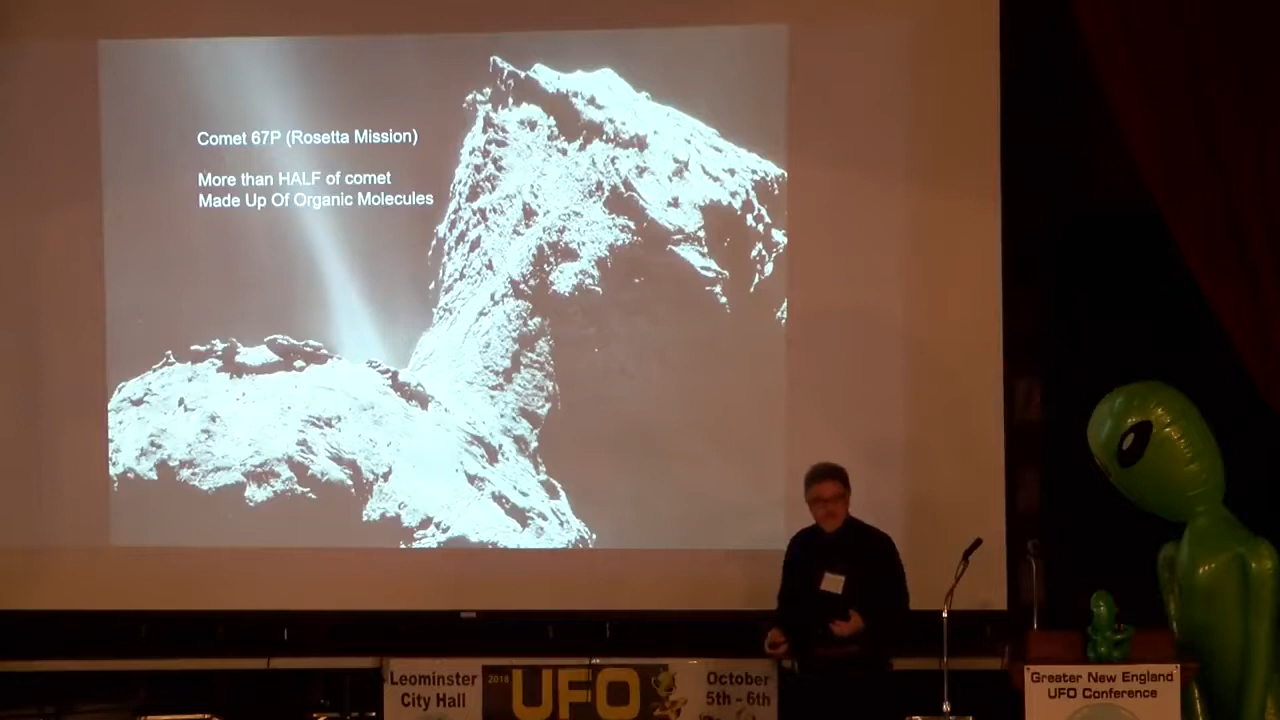 Comet 67P (Rosetta Mission)
More than HALF of comet
Made Up Of Organic Molecules
Leominster
City Hall
2018
UFO
October
5th - 6th
Greater New England
UFO Conference